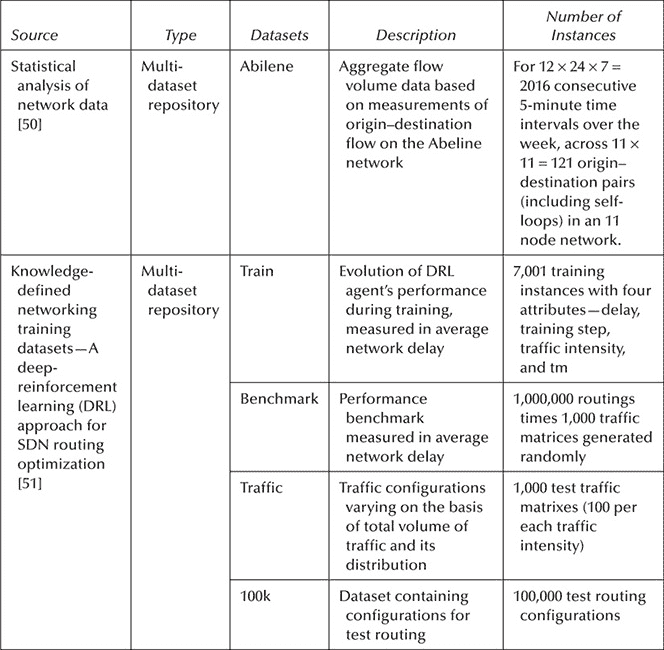 Source
Type
Datasets
Description
Number of
Instances
Statistical
analysis of
network data
[50]
Multi-
dataset
repository
Abilene
Aggregate flow
volume data based
on measurements of
origin–destination
flow on the Abeline
network
For 12 × 24 × 7 =
2016 consecutive
5-minute time
intervals over the
week, across 11 ×
11 = 121 origin–
destination pairs
(including self-
loops) in an 11
node network.
Knowledge-
defined
networking
training
datasets—A
deep-
reinforcement
learning (DRL)
approach for
SDN routing
optimization
[51]
Multi-
dataset
repository
Train
Evolution of DRL
agent's performance
during training,
measured in average
network delay
7,001 training
instances with four
attributes—delay,
training step,
traffic intensity,
and tm
Benchmark
Performance
benchmark
measured in average
network delay
1,000,000 routings
times 1,000 traffic
matrices generated
randomly
Traffic
Traffic configurations
varying on the basis
of total volume of
traffic and its
distribution
1,000 test traffic
matrixes (100 per
each traffic
intensity)
100k
Dataset containing
configurations for
test routing
100,000 test routing
configurations